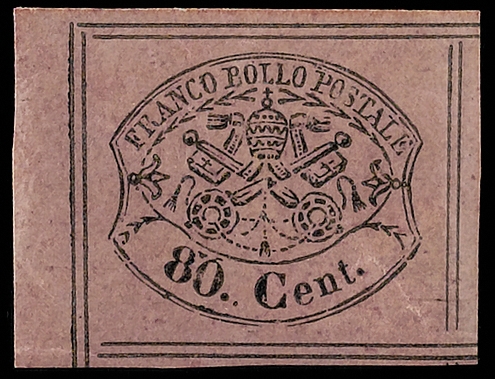 FRANCO BOLLO POSTALE
80.. Cent.